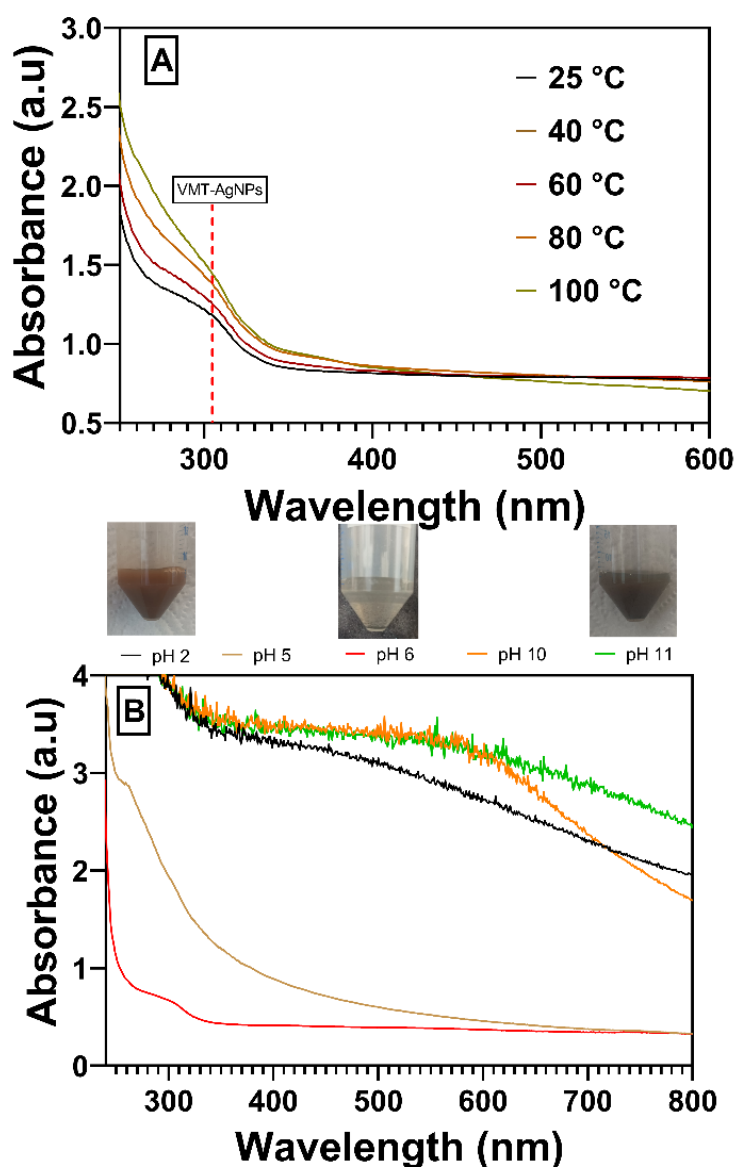 A
3.0
2.5
2.0
1.5
1.0
0.5
Absorbance (a.u)
VMT-AgNPs
25 °C
40 °C
60 °C
80 °C
100 °C
300 400 500 600
Wavelength (nm)
pH 2 pH 5 pH 6 pH 10 pH 11
B
4
3
2
1
0
Absorbance (a.u)
300 400 500 600 700 800
Wavelength (nm)